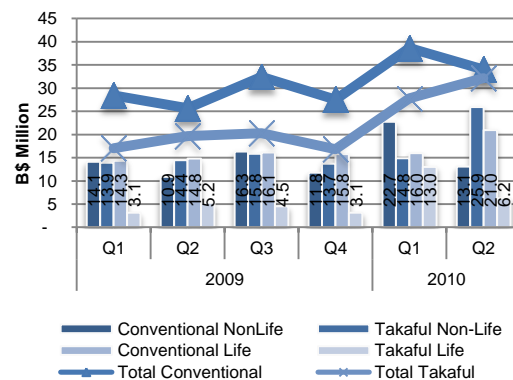 B$ Million
45
40
35
30
25
20
15
10
5
-
14.1 13.9 14.3 3.1 10.9 14.4 14.8 5.2 16.3 15.8 16.1 4.5 11.8 13.7 15.8 3.1 22.7 14.8 16.0 13.0 13.1 25.9 21.0 6.2
Q1 Q2 Q3 Q4 Q1 Q2
2009 2010
Conventional NonLife Takaful Non-Life
Conventional Life Takaful Life
Total Conventional Total Takaful